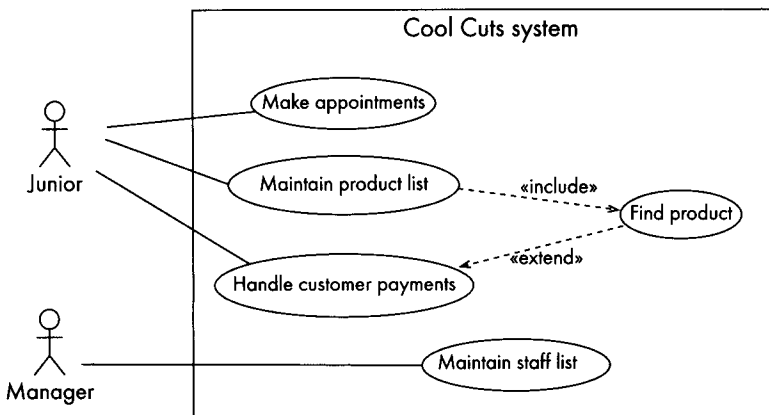 Cool Cuts system
Make appointments
Junior
Maintain product list
«include»
Find product
«extend»
Handle customer payments
Manager
Maintain staff list